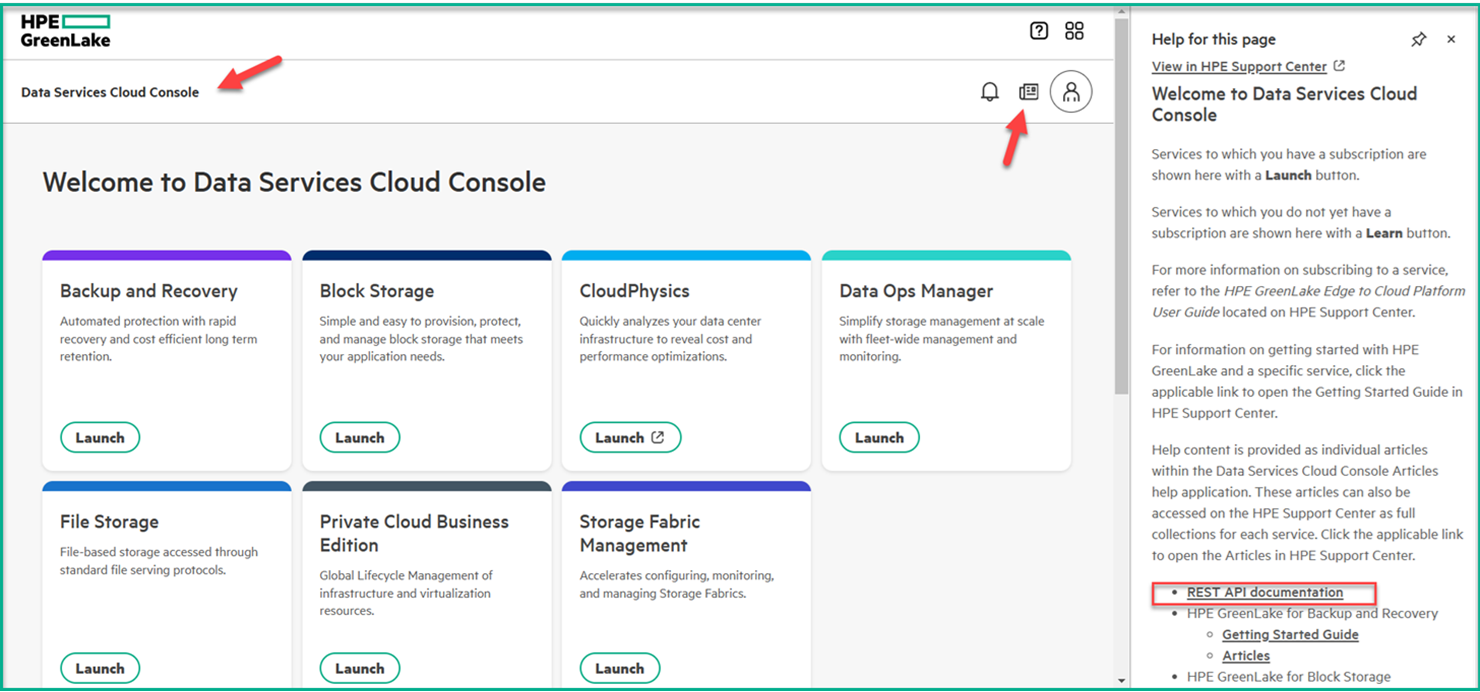 HPE
GreenLake
Data Services Cloud Console
Welcome to Data Services Cloud Console
Backup and Recovery
Automated protection with rapid
recovery and cost efficient long term
retention.
Launch
Block Storage
Simple and easy to provision, protect,
and manage block storage that meets
your application needs.
Launch
CloudPhysics
Quickly analyzes your data center
infrastructure to reveal cost and
performance optimizations.
Launch
Data Ops Manager
Simplify storage management at scale
with fleet-wide management and
monitoring.
Launch
File Storage
File-based storage accessed through
standard file serving protocols.
Launch
Private Cloud Business
Edition
Global Lifecycle Management of
infrastructure and virtualization
resources.
Launch
Storage Fabric
Management
Accelerates configuring, monitoring,
and managing Storage Fabrics.
Launch
Help for this page
View in HPE Support Center
Welcome to Data Services Cloud
Console
Services to which you have a subscription are
shown here with a Launch button.
Services to which you do not yet have a
subscription are shown here with a Learn button.
For more information on subscribing to a service,
refer to the HPE GreenLake Edge to Cloud Platform
User Guide located on HPE Support Center.
For information on getting started with HPE
GreenLake and a specific service, click the
applicable link to open the Getting Started Guide in
HPE Support Center.
Help content is provided as individual articles
within the Data Services Cloud Console Articles
help application. These articles can also be
accessed on the HPE Support Center as full
collections for each service. Click the applicable link
to open the Articles in HPE Support Center.
• REST API documentation
• HPE GreenLake for Backup and Recovery
○ Getting Started Guide
○ Articles
• HPE GreenLake for Block Storage